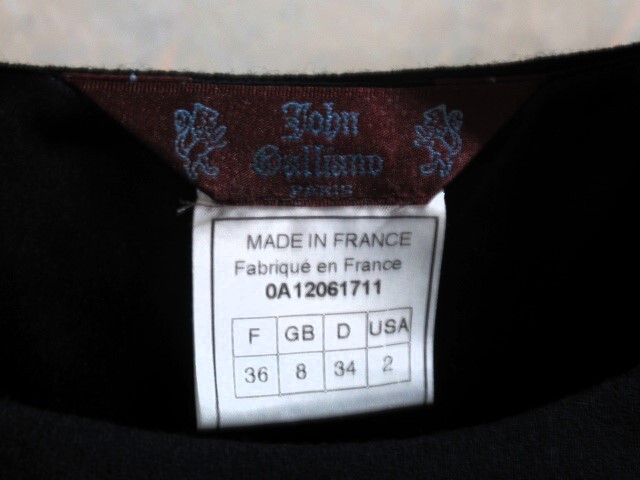 John
Galliano
PARIS
MADE IN FRANCE
Fabriqué en France
0A12061711
F GB D USA
36 8 34 2